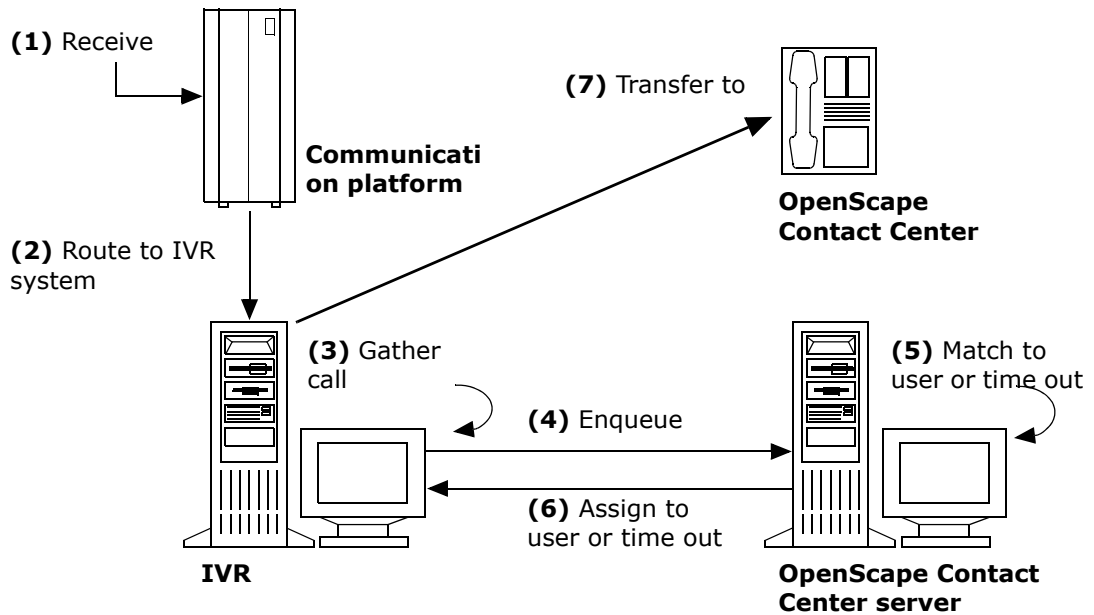 (1) Receive
(7) Transfer to
Communicati
on platform
OpenScape
Contact Center
(2) Route to IVR
system
(3) Gather
call
(5) Match to
user or time out
(4) Enqueue
(6) Assign to
user or time out
IVR
OpenScape Contact
Center server